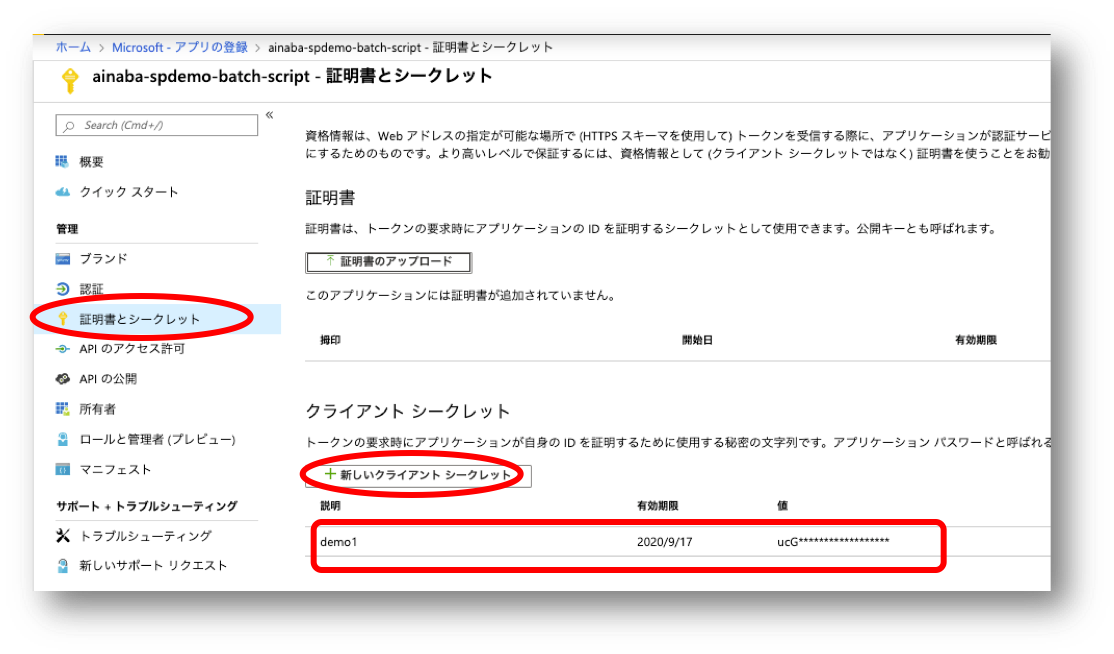 ホーム > Microsoft - アプリの登録 > ainaba-spdemo-batch-script - 証明書とシークレット
ainaba-spdemo-batch-script - 証明書とシークレット
Search (Cmd+/)
«
概要
クイック スタート
管理
ブランド
認証
証明書とシークレット
API のアクセス許可
API の公開
所有者
ロールと管理者 (プレビュー)
マニフェスト
サポート + トラブルシューティング
トラブルシューティング
新しいサポート リクエスト
資格情報は、Web アドレスの指定が可能な場所で (HTTPS スキーマを使用して) トークンを受信する際に、アプリケーションが認証サービ
にするためのものです。より高いレベルで保証するには、資格情報として (クライアント シークレットではなく) 証明書を使うことをお勧
証明書
証明書は、トークンの要求時にアプリケーションの ID を証明するシークレットとして使用できます。公開キーとも呼ばれます。
証明書のアップロード
このアプリケーションには証明書が追加されていません。
拇印 開始日 有効期限
クライアント シークレット
トークンの要求時にアプリケーションが自身の ID を証明するために使用する秘密の文字列です。アプリケーション パスワードと呼ばれる
新しいクライアント シークレット
説明 有効期限 値
demo1 2020/9/17 ucG******************